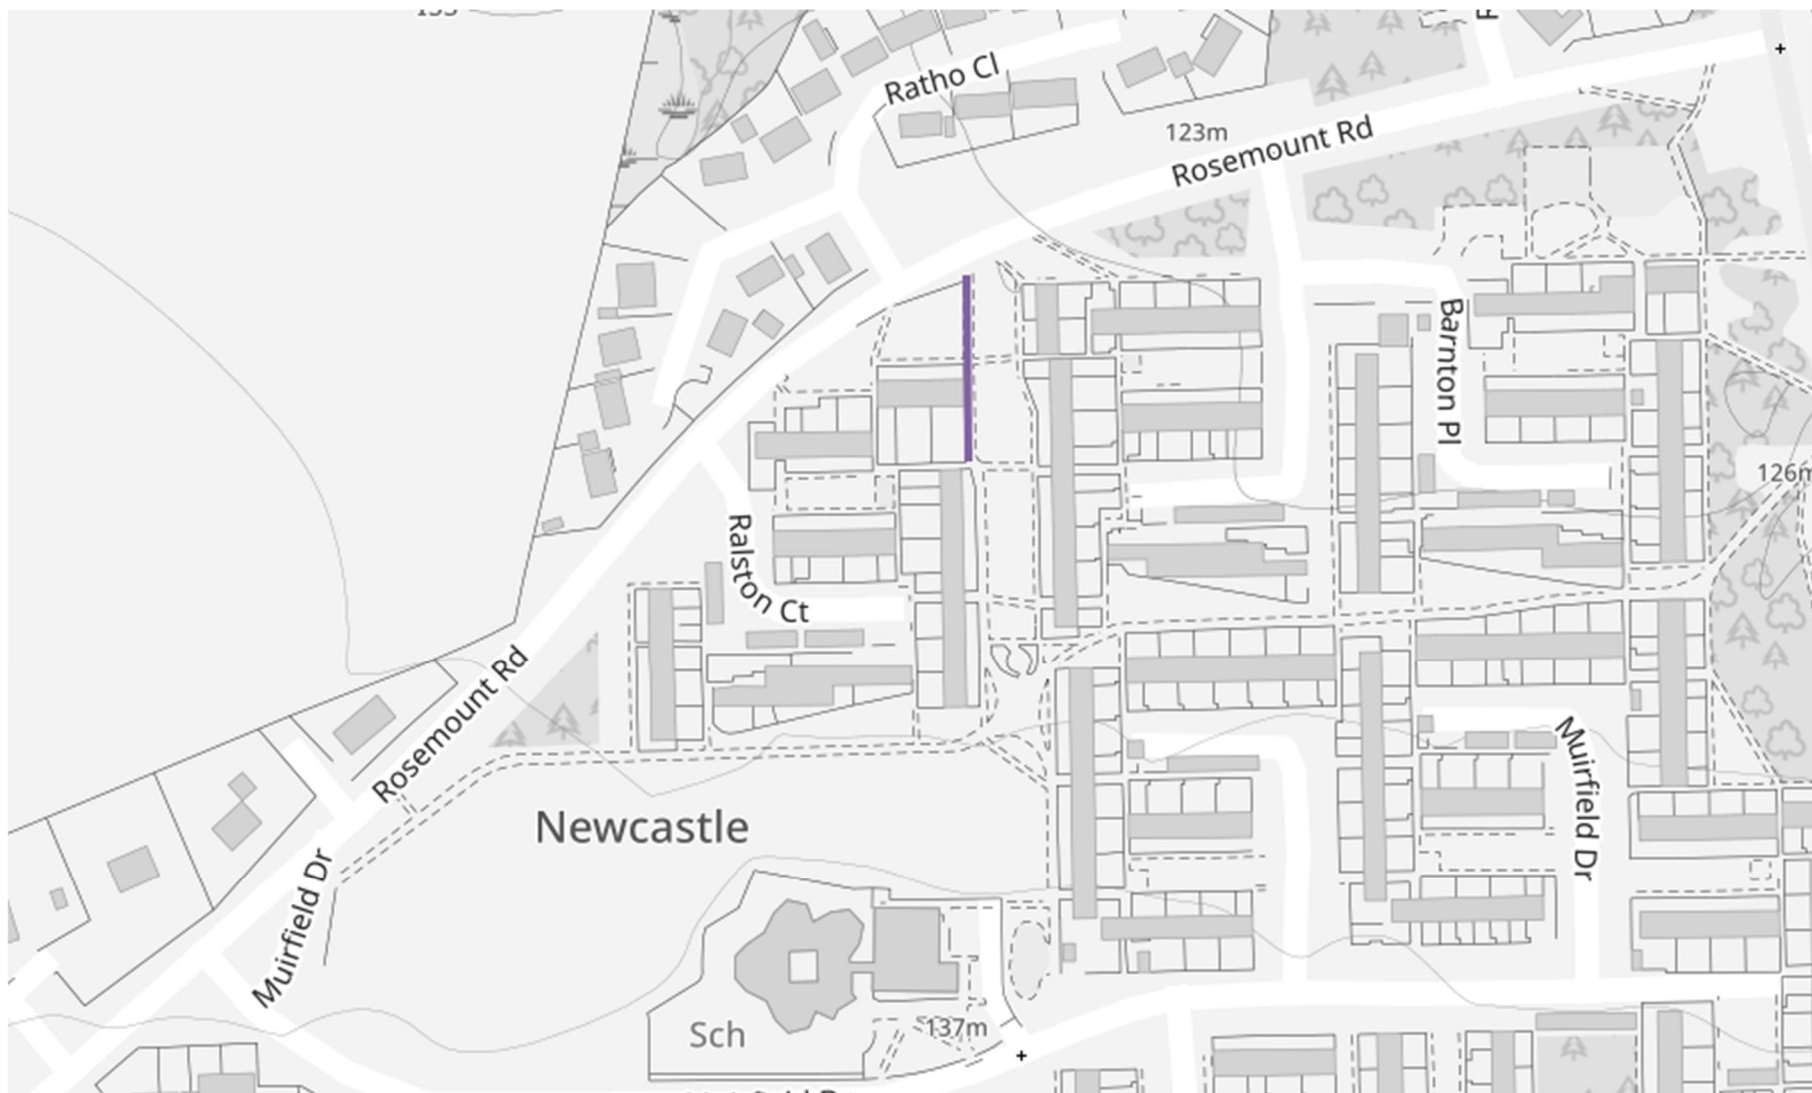 Ratho Cl
123m
Rosemount Rd
Barnton Pl
126m
Ralston Ct
Rosemount Rd
Muirfield Dr
Newcastle
Muirfield Dr
Sch
137m